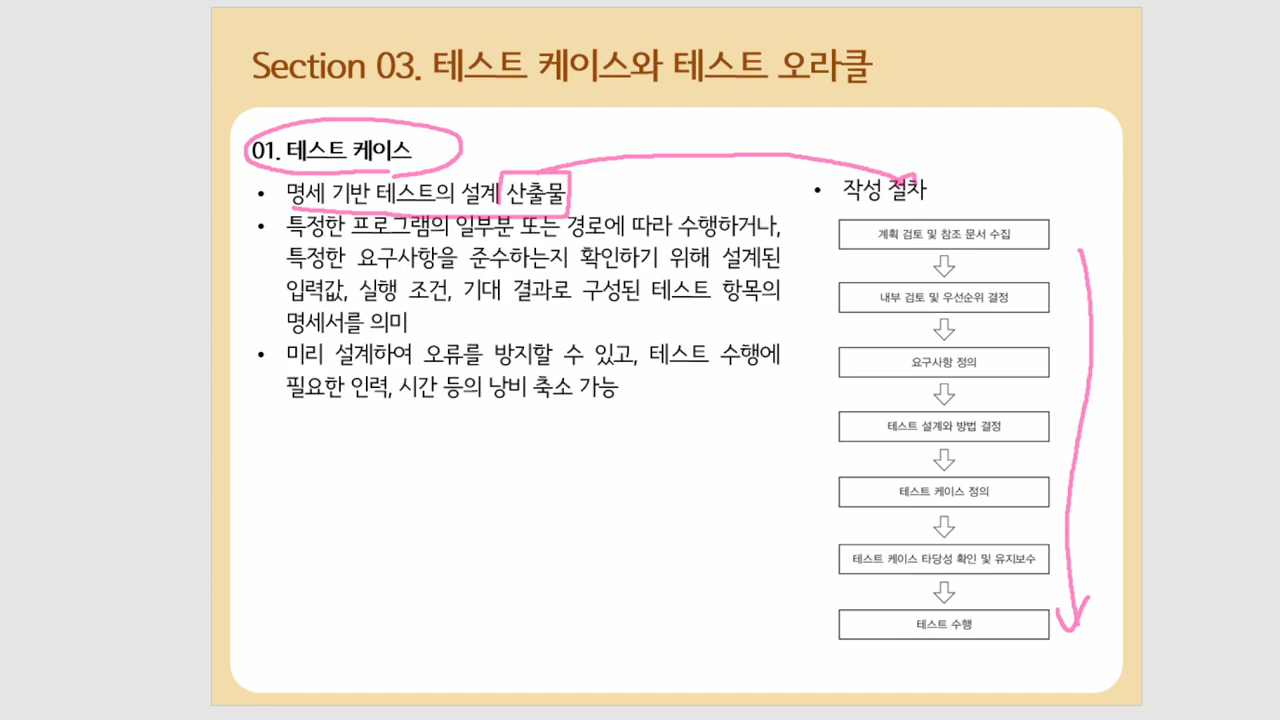 Section 03. 테스트 케이스와 테스트 오라클
01. 테스트 케이스
• 명세 기반 테스트의 설계 산출물
• 특정한 프로그램의 일부분 또는 경로에 따라 수행하거나,
특정한 요구사항을 준수하는지 확인하기 위해 설계된
입력값, 실행 조건, 기대 결과로 구성된 테스트 항목의
명세서를 의미
• 미리 설계하여 오류를 방지할 수 있고, 테스트 수행에
필요한 인력, 시간 등의 낭비 축소 가능
• 작성 절차
계획 검토 및 참조 문서 수집
내부 검토 및 우선순위 결정
요구사항 정의
테스트 설계와 방법 결정
테스트 케이스 정의
테스트 케이스 타당성 확인 및 유지보수
테스트 수행